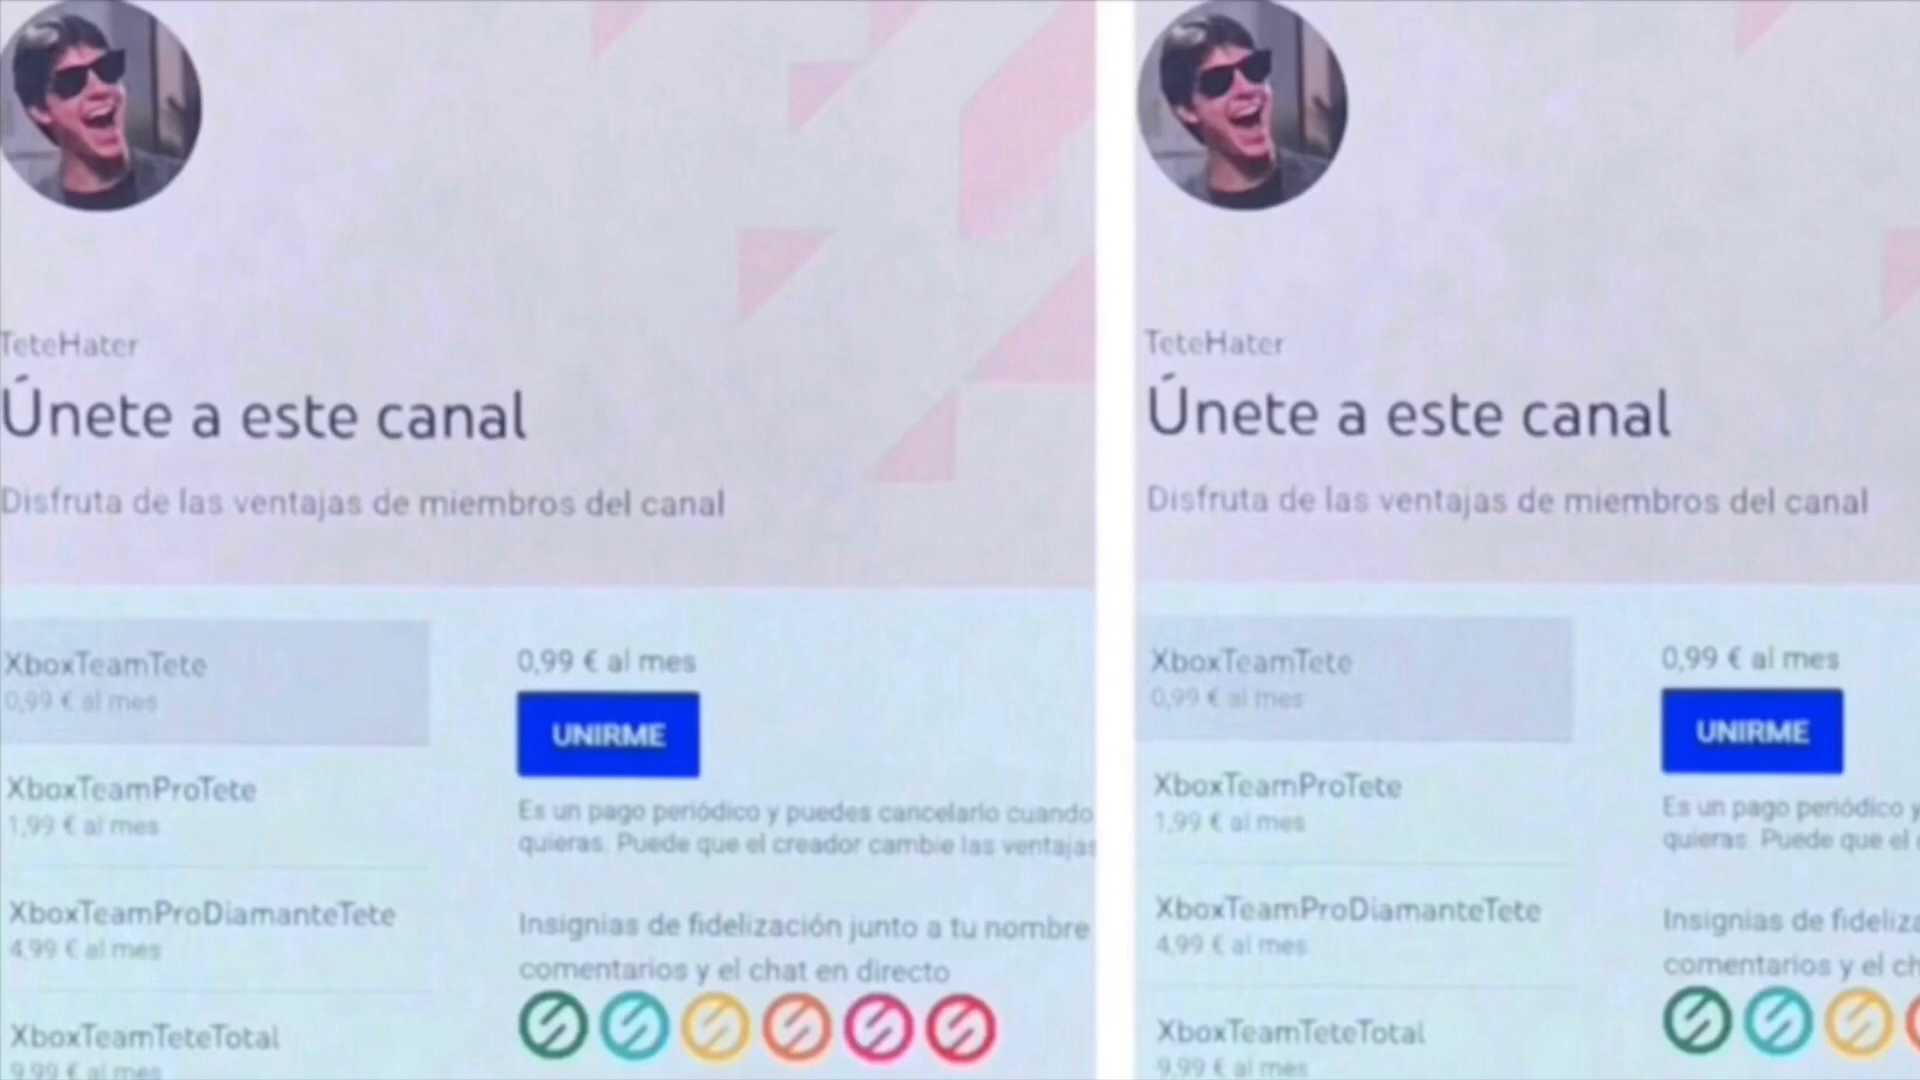 TeteHater
Únete a este canal
Disfruta de las ventajas de miembros del canal
XboxTeamTete
0,99 € al mes
XboxTeamProTete
1,99 € al mes
XboxTeamProDiamanteTete
4,99 € al mes
XboxTeamTeteTotal
9,99 € al mes
0,99 € al mes
UNIRME
Es un pago periódico y puedes cancelarlo cuando
quieras. Puede que el creador cambie las ventajas
Insignias de fidelización junto a tu nombre
comentarios y el chat en directo
TeteHater
Únete a este canal
Disfruta de las ventajas de miembros del canal
XboxTeamTete
0,99 € al mes
XboxTeamProTete
1,99 € al mes
XboxTeamProDiamanteTete
4,99 € al mes
XboxTeamTeteTotal
9,99 € al mes
0,99 € al mes
UNIRME
Es un pago periódico y
quieras. Puede que el
Insignias de fideliza
comentarios y el ch